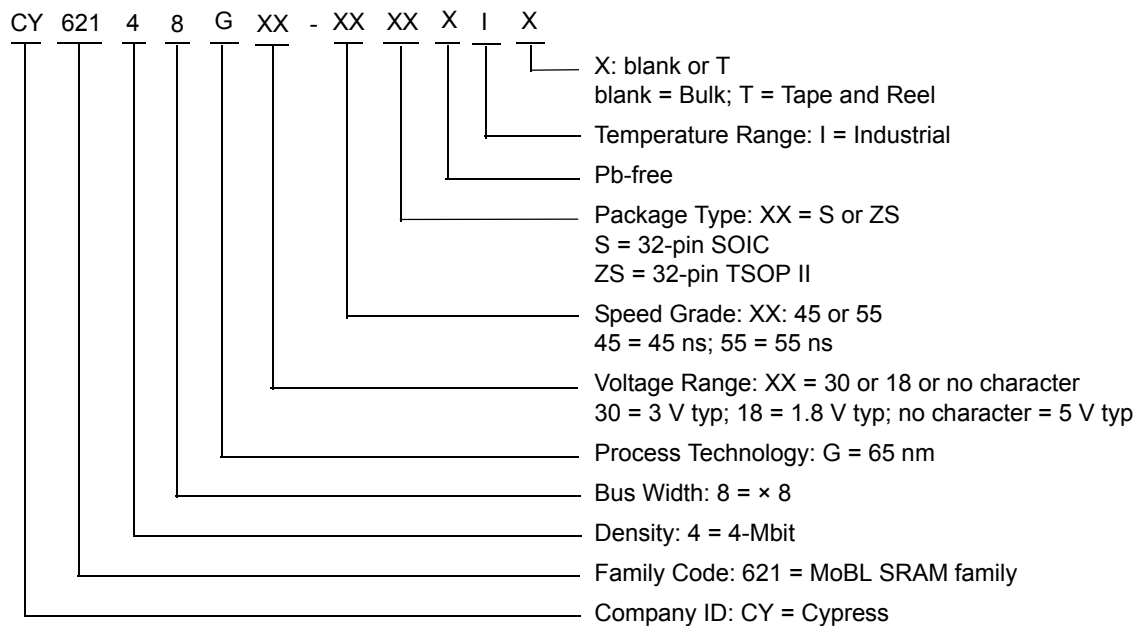 CY 621 4 8 G XX - XX XX X I X
X: blank or T
blank = Bulk; T = Tape and Reel
Temperature Range: I = Industrial
Pb-free
Package Type: XX = S or ZS
S = 32-pin SOIC
ZS = 32-pin TSOP II
Speed Grade: XX: 45 or 55
45 = 45 ns; 55 = 55 ns
Voltage Range: XX = 30 or 18 or no character
30 = 3 V typ; 18 = 1.8 V typ; no character = 5 V typ
Process Technology: G = 65 nm
Bus Width: 8 = × 8
Density: 4 = 4-Mbit
Family Code: 621 = MoBL SRAM family
Company ID: CY = Cypress